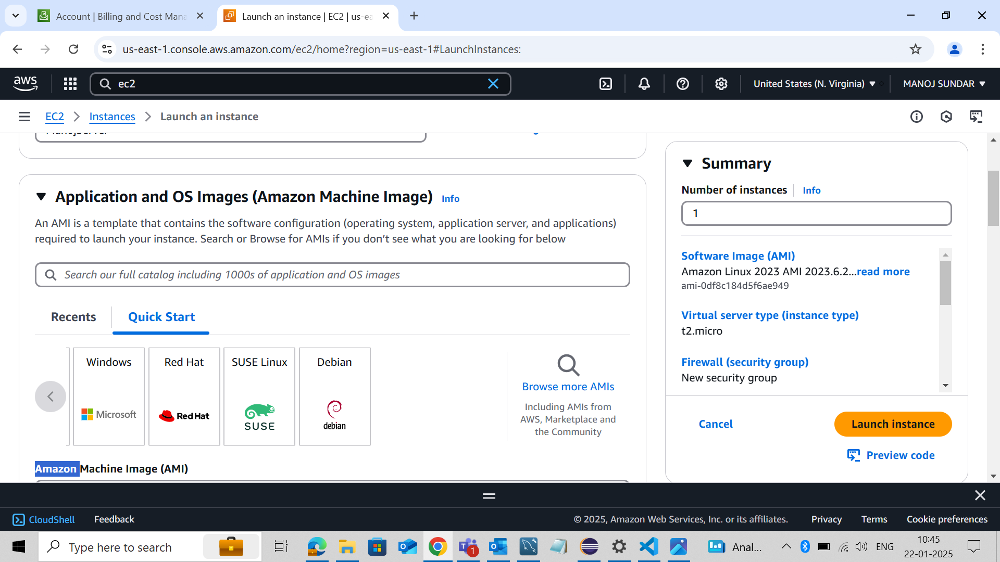 Account | Billing and Cost Mana
Launch an instance | EC2 | us-ea
us-east-1.console.aws.amazon.com/ec2/home?region=us-east-1#LaunchInstances:
aws
ec2
United States (N. Virginia)
MANOJ SUNDAR
EC2
Instances
Launch an instance
Application and OS Images (Amazon Machine Image) Info
An AMI is a template that contains the software configuration (operating system, application server, and applications)
required to launch your instance. Search or Browse for AMIs if you don’t see what you are looking for below
Search our full catalog including 1000s of application and OS images
Recents
Quick Start
Windows
Microsoft
Red Hat
Red Hat
SUSE Linux
SUSE
Debian
debian
Browse more AMIs
Including AMIs from
AWS, Marketplace and
the Community
Amazon Machine Image (AMI)
Summary
Number of instances
Info
1
Software Image (AMI)
Amazon Linux 2023 AMI 2023.6.2...read more
ami-0df8c184d5f6ae949
Virtual server type (instance type)
t2.micro
Firewall (security group)
New security group
Cancel
Launch instance
Preview code
CloudShell
Feedback
© 2025, Amazon Web Services, Inc. or its affiliates.
Privacy
Terms
Cookie preferences
Type here to search
1
Anal...
ENG
10:45
22-01-2025